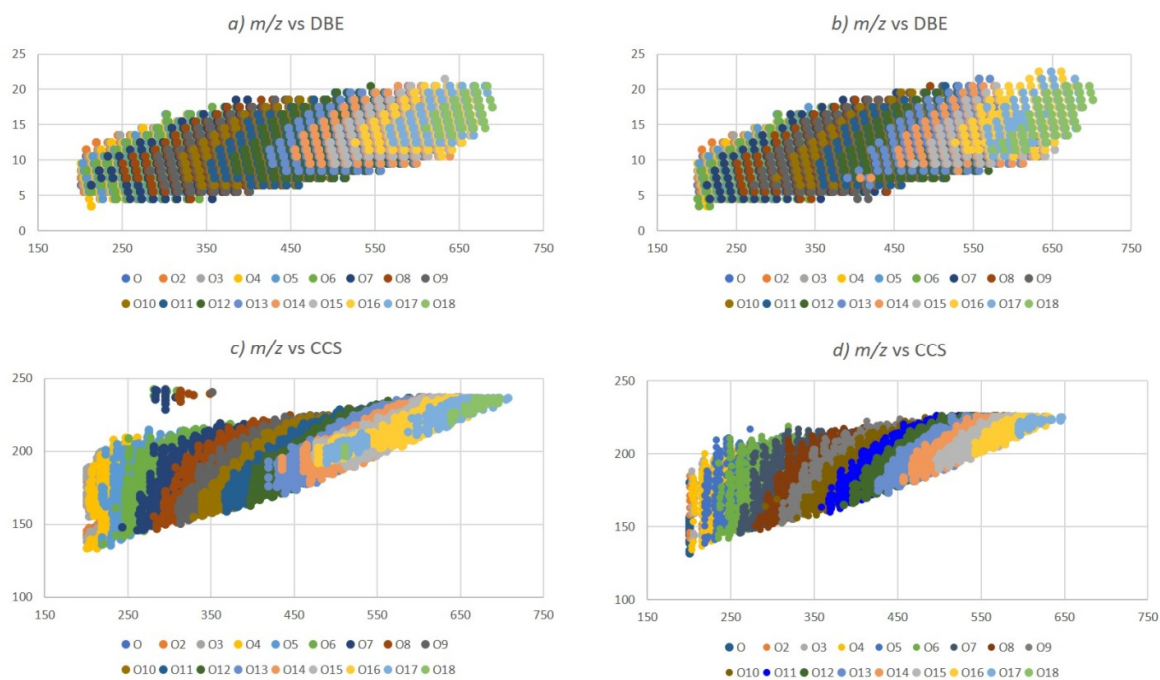 a) m/z vs DBE
25
20
15
10
5
0
150 250 350 450 550 650 750
O O2 O3 O4 O5 O6 O7 O8 O9
O10 O11 O12 O13 O14 O15 O16 O17 O18
b) m/z vs DBE
25
20
15
10
5
0
150 250 350 450 550 650 750
O O2 O3 O4 O5 O6 O7 O8 O9
O10 O11 O12 O13 O14 O15 O16 O17 O18
c) m/z vs CCS
250
200
150
100
150 250 350 450 550 650 750
O O2 O3 O4 O5 O6 O7 O8 O9
O10 O11 O12 O13 O14 O15 O16 O17 O18
d) m/z vs CCS
250
200
150
100
150 250 350 450 550 650 750
O O2 O3 O4 O5 O6 O7 O8 O9
O10 O11 O12 O13 O14 O15 O16 O17 O18